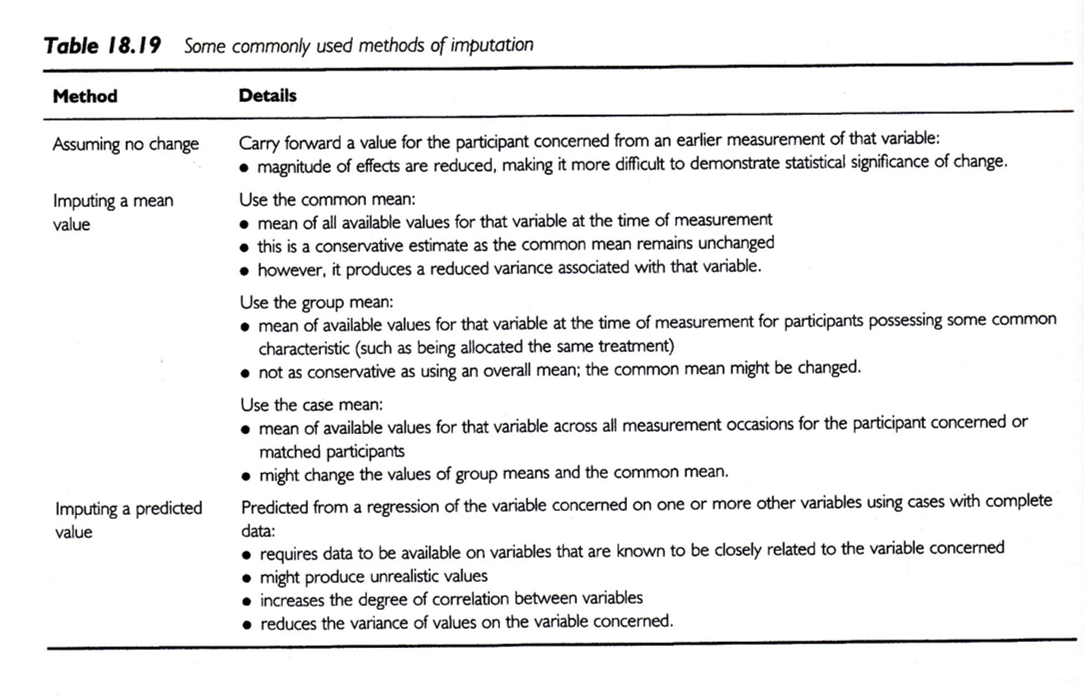 Table 18.19 Some commonly used methods of imputation
Method Details
Assuming no change Carry forward a value for the participant concerned from an earlier measurement of that variable:
• magnitude of effects are reduced, making it more difficult to demonstrate statistical significance of change.
Imputing a mean Use the common mean:
value • mean of all available values for that variable at the time of measurement
• this is a conservative estimate as the common mean remains unchanged
• however, it produces a reduced variance associated with that variable.
Use the group mean:
• mean of available values for that variable at the time of measurement for participants possessing some common
characteristic (such as being allocated the same treatment)
• not as conservative as using an overall mean; the common mean might be changed.
Use the case mean:
• mean of available values for that variable across all measurement occasions for the participant concerned or
matched participants
• might change the values of group means and the common mean.
Imputing a predicted Predicted from a regression of the variable concerned on one or more other variables using cases with complete
value data:
• requires data to be available on variables that are known to be closely related to the variable concerned
• might produce unrealistic values
• increases the degree of correlation between variables
• reduces the variance of values on the variable concerned.